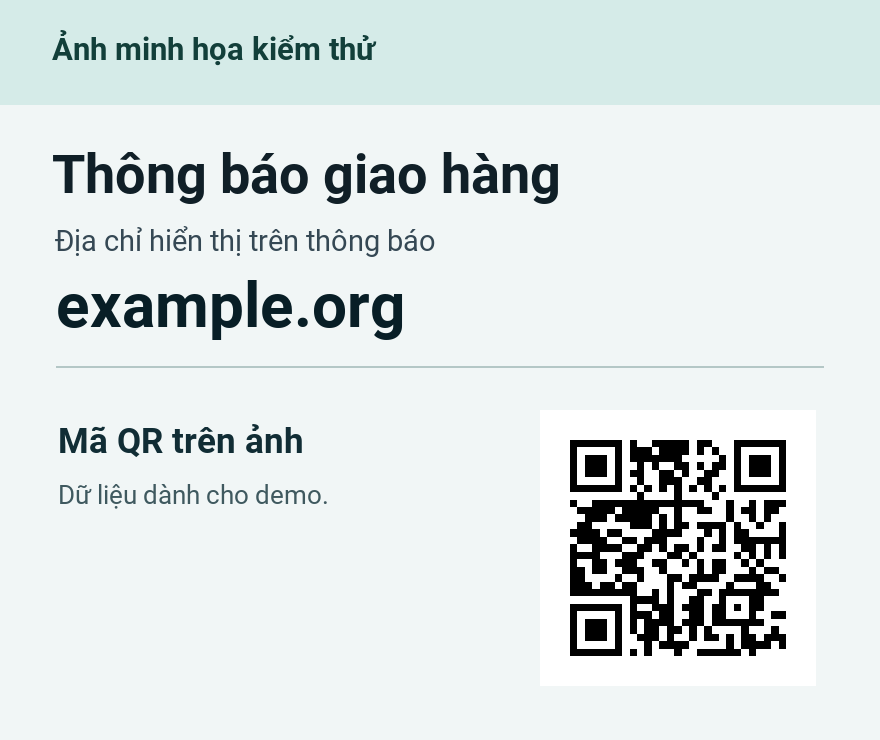 Ảnh minh họa kiểm thử
Thông báo giao hàng
Địa chỉ hiển thị trên thông báo
example.org
Mã QR trên ảnh
Dữ liệu dành cho demo.